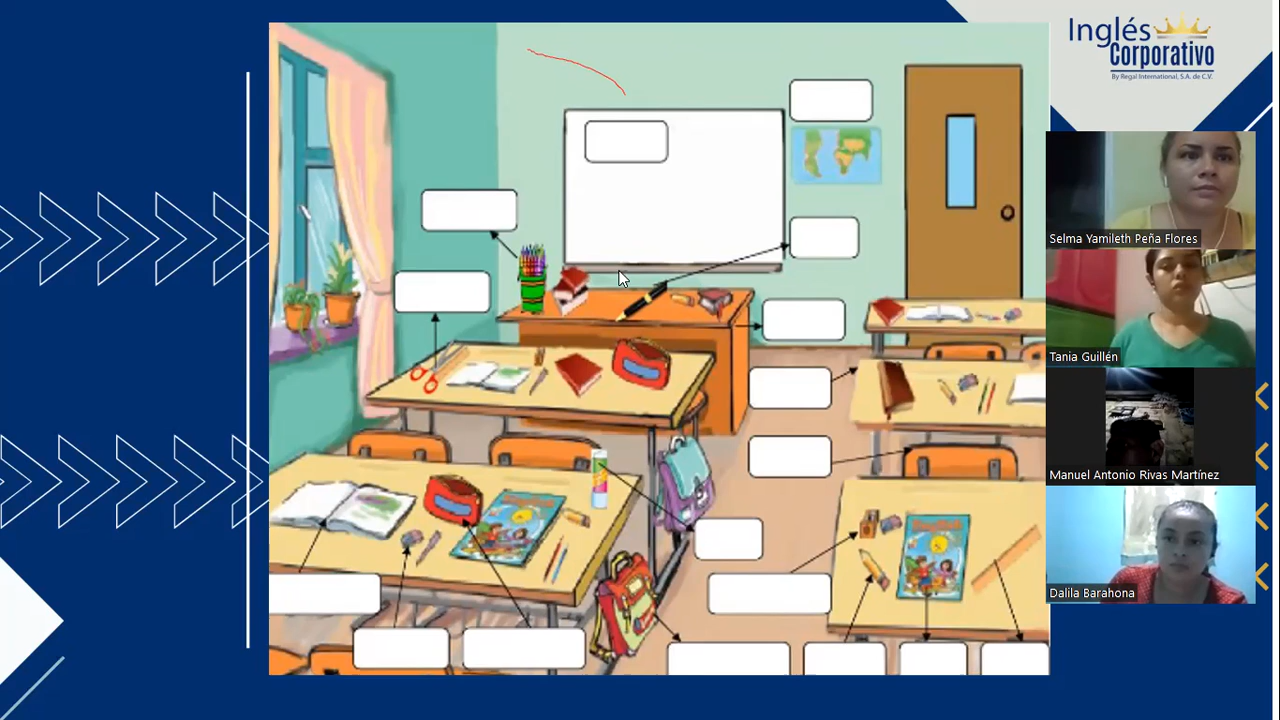 Inglés
Corporativo
By Regal International, S.A. de C.V.
Selma Yamileth Peña Flores
Tania Guillén
Manuel Antonio Rivas Martínez
Dalila Barahona